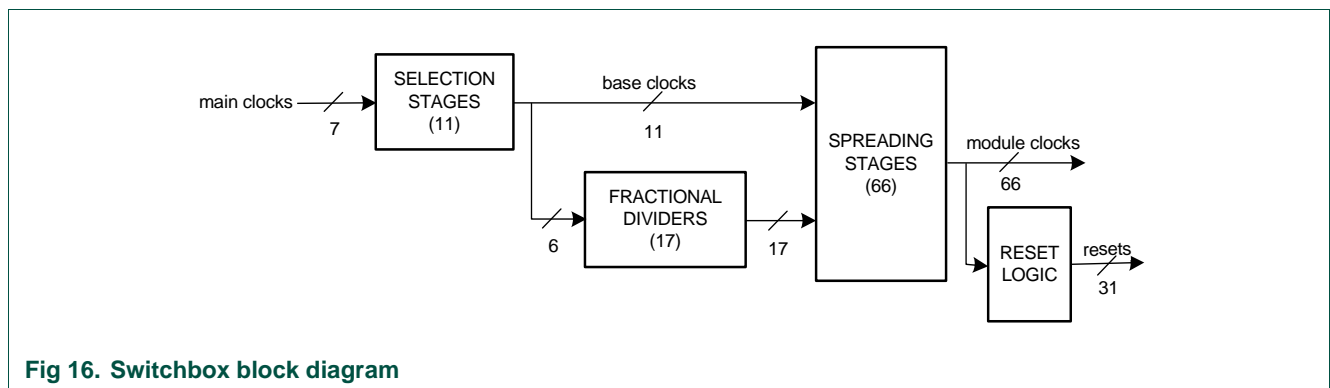 main clocks
7
SELECTION
STAGES
(11)
base clocks
11
6
FRACTIONAL
DIVIDERS
(17)
17
SPREADING
STAGES
(66)
module clocks
66
RESET
LOGIC
resets
31
Fig 16. Switchbox block diagram